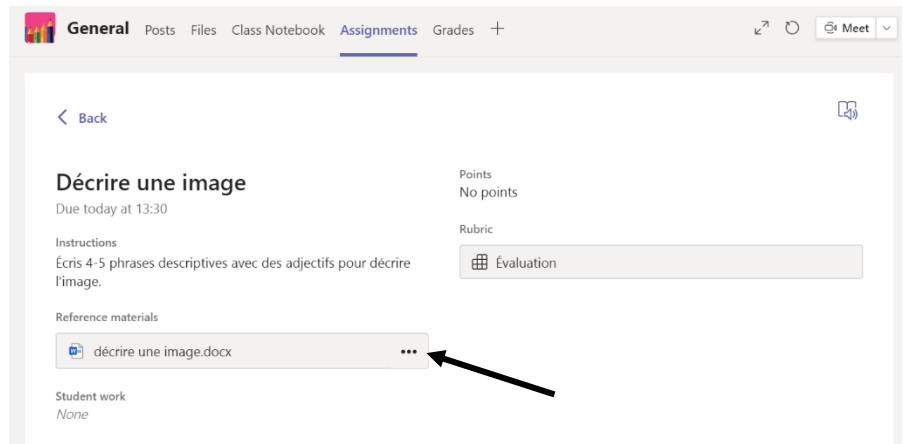 General Posts Files Class Notebook Assignments Grades
Meet
Back
Décrire une image
Due today at 13:30
Instructions
Écris 4-5 phrases descriptives avec des adjectifs pour décrire
l'image.
Reference materials
décrire une image.docx
Student work
None
Points
No points
Rubric
Évaluation